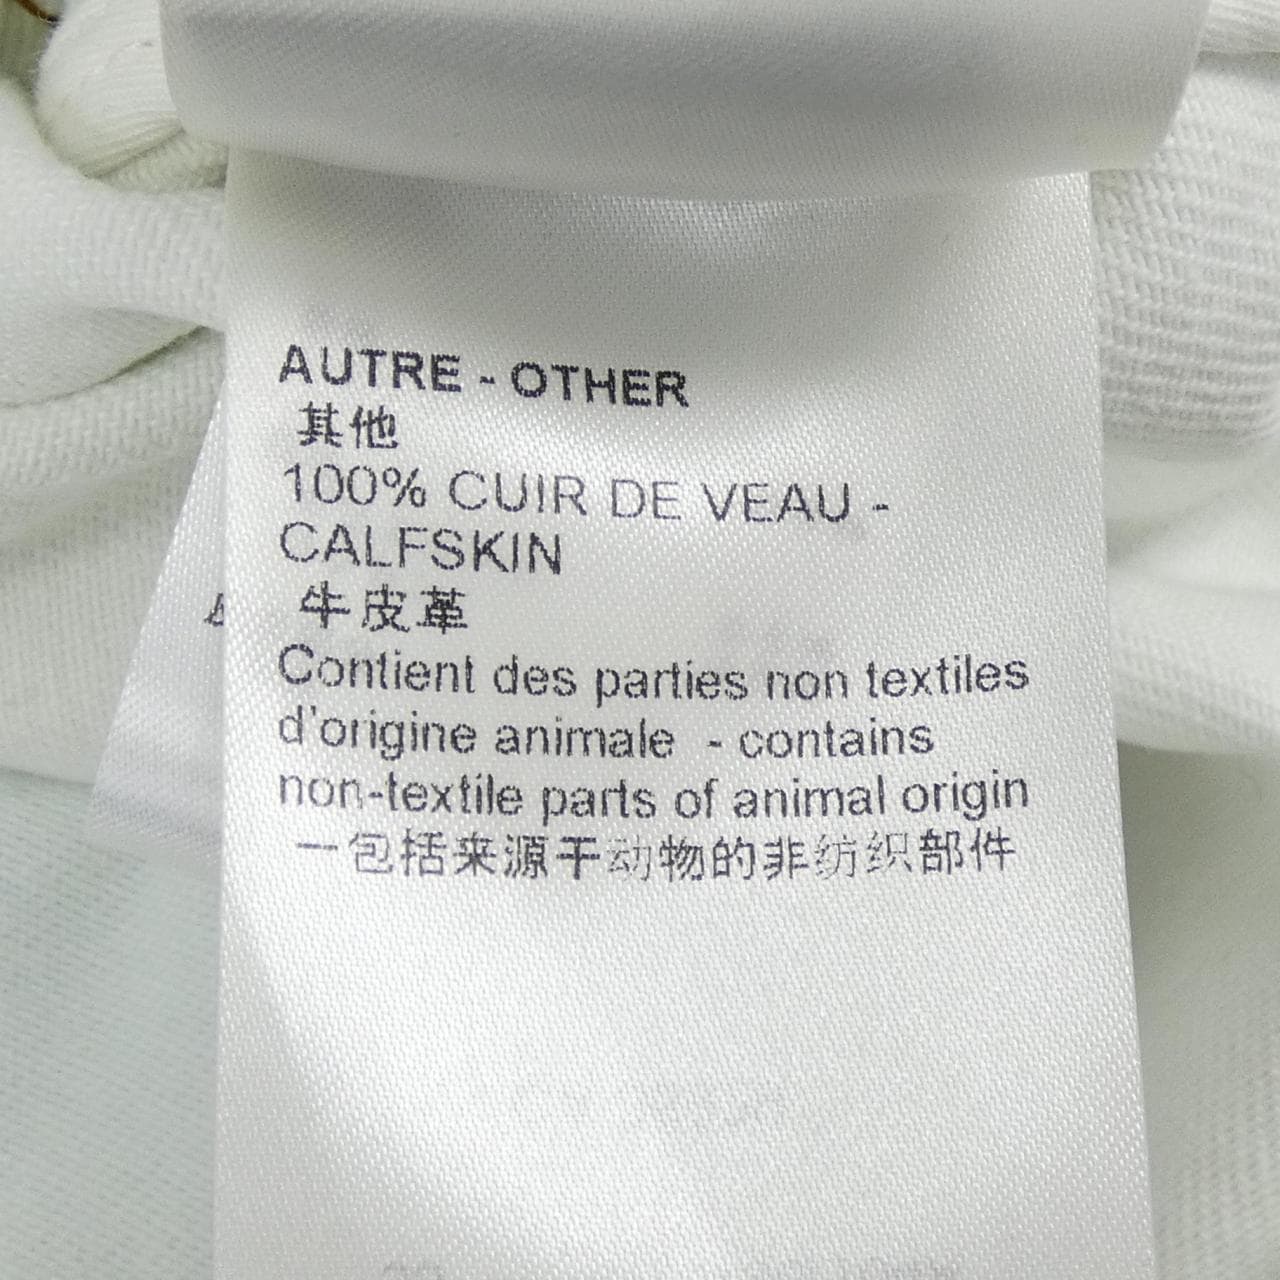 AUTRE - OTHER
其他
100% CUIR DE VEAU -
CALFSKIN
牛皮革
Contient des parties non textiles
d'origine animale - contains
non-textile parts of animal origin
一包括来源于动物的非纺织部件